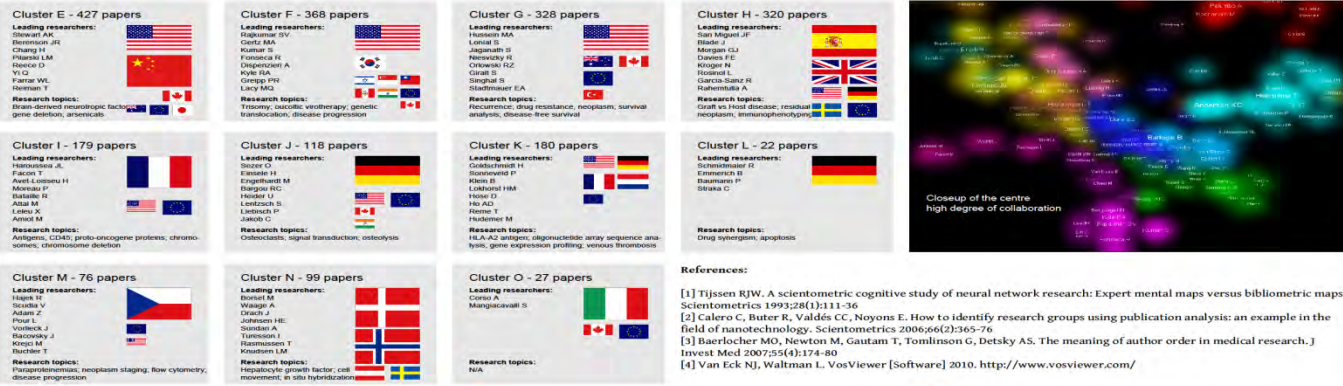 Cluster E - 427 papers
Leading researchers:
Stewart AK
Berenson JR
Chang H
Pilarski LM
Reece D
Yi Q
Farrar WL
Reiman T
Research topics:
Brain-derived neurotropic factor;
gene deletion; arsenicals
Cluster F - 368 papers
Leading researchers:
Rajkumar SV
Gertz MA
Kumar S
Fonseca R
Dispenzieri A
Kyle RA
Greipp PR
Lacy MQ
Research topics:
Trisomy; oncolitic virotherapy; genetic
translocation; disease progression
Cluster G - 328 papers
Leading researchers:
Hussein MA
Lonial S
Jagannath S
Niesvizky R
Orlowski RZ
Giralt S
Singhal S
Stadtmauer EA
Research topics:
Recurrence; drug resistance, neoplasm; survival
analysis; disease-free survival
Cluster H - 320 papers
Leading researchers:
San Miguel JF
Blade J
Morgan GJ
Davies FE
Kroger N
Rosinol L
Garcia-Sanz R
Rahemtulla A
Research topics:
Graft vs Host disease; residual
neoplasm; immunophenotyping
Closeup of the centre
high degree of collaboration
Cluster I - 179 papers
Leading researchers:
Harousseau JL
Facon T
Avet-Loiseau H
Moreau P
Bataille R
Attal M
Leleu X
Amiot M
Research topics:
Antigens, CD45; proto-oncogene proteins; chromo-
somes; chromosome deletion
Cluster J - 118 papers
Leading researchers:
Sezer O
Einsele H
Engelhardt M
Bargou RC
Heider U
Lentzsch S
Liebisch P
Jakob C
Research topics:
Osteoclasts; signal transduction; osteolysis
Cluster K - 180 papers
Leading researchers:
Goldschmidt H
Sonneveld P
Klein B
Lokhorst HM
Hose D
Ho AD
Reme T
Hudemer M
Research topics:
HLA-A2 antigen; oligonucleotide array sequence ana-
lysis; gene expression profiling; venous thrombosis
Cluster L - 22 papers
Leading researchers:
Schmidmaier R
Emmerich B
Baumann P
Straka C
Research topics:
Drug synergism; apoptosis
Cluster M - 76 papers
Leading researchers:
Hajek R
Scudla V
Adam Z
Pour L
Vorlicek J
Bacovsky J
Krejci M
Buchler T
Research topics:
Paraproteinemias; neoplasm staging; flow cytometry;
disease progression
Cluster N - 99 papers
Leading researchers:
Borset M
Waage A
Drach J
Johnsen HE
Sundan A
Turesson I
Rasmussen T
Knudsen LM
Research topics:
Hepatocyte growth factor; cell
movement; in situ hybridization
Cluster O - 27 papers
Leading researchers:
Corso A
Mangiacavalli S
Research topics:
N/A
References:
[1] Tijssen RJW. A scientometric cognitive study of neural network research: Expert mental maps versus bibliometric maps
Scientometrics 1993;28(1):111-36
[2] Calero C, Buter R, Valdés CC, Noyons E. How to identify research groups using publication analysis: an example in the
field of nanotechnology. Scientometrics 2006;66(2):365-76
[3] Baerlocher MO, Newton M, Gautam T, Tomlinson G, Detsky AS. The meaning of author order in medical research. J
Invest Med 2007;55(4):174-80
[4] Van Eck NJ, Waltman L. VosViewer [Software] 2010. http://www.vosviewer.com/